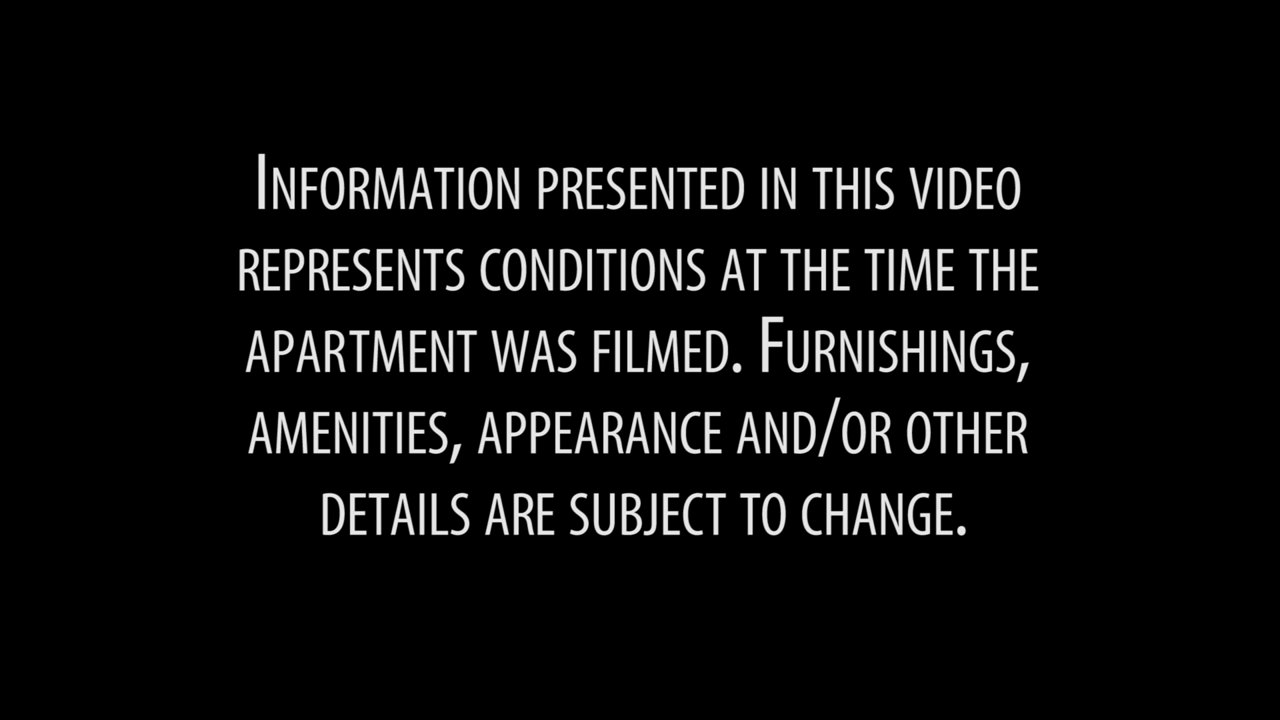 Information presented in this video
represents conditions at the time the
apartment was filmed. Furnishings,
amenities, appearance and/or other
details are subject to change.